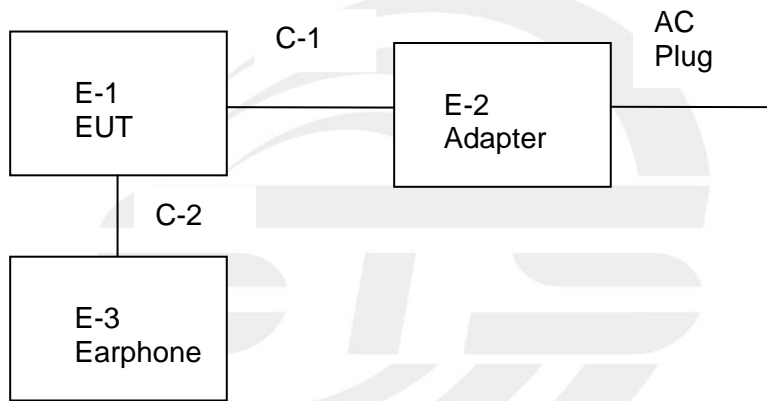 C-1
AC
Plug
E-1
EUT
E-2
Adapter
C-2
E-3
Earphone